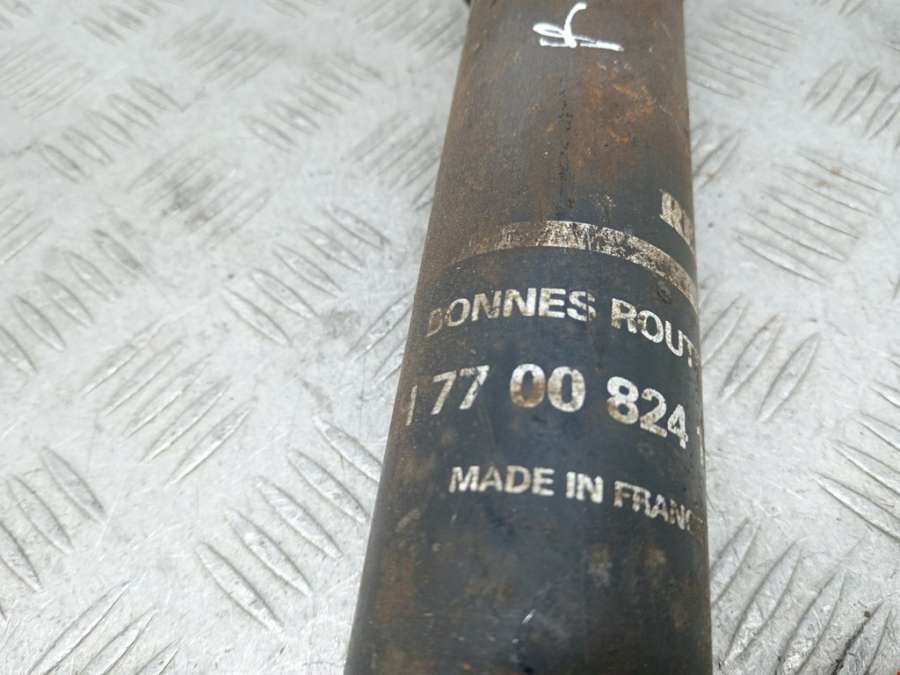 BONNES ROUT
77 00 824
MADE IN FRANC